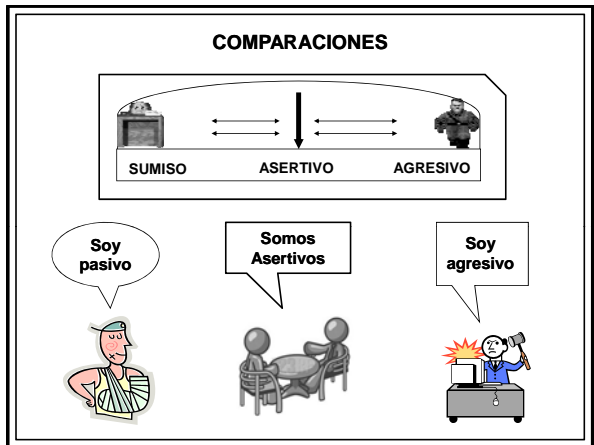 COMPARACIONES
SUMISO ASERTIVO AGRESIVO
Soy
pasivo
Somos
Asertivos
Soy
agresivo